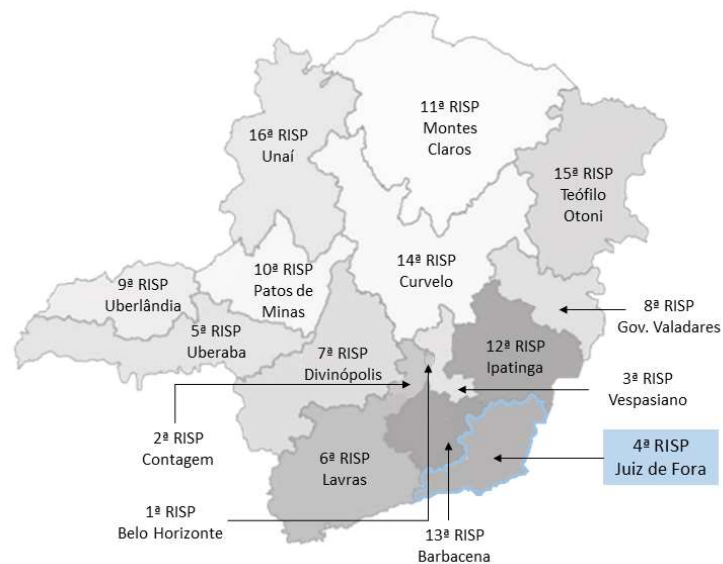 11ª RISP
Montes
Claros
16ª RISP
Unaí
15ª RISP
Teófilo
Otoni
14ª RISP
Curvelo
10ª RISP
Patos de
Minas
9ª RISP
Uberlândia
8ª RISP
Gov. Valadares
5ª RISP
Uberaba
12ª RISP
Ipatinga
7ª RISP
Divinópolis
3ª RISP
Vespasiano
2ª RISP
Contagem
4ª RISP
Juiz de Fora
6ª RISP
Lavras
1ª RISP
Belo Horizonte
13ª RISP
Barbacena